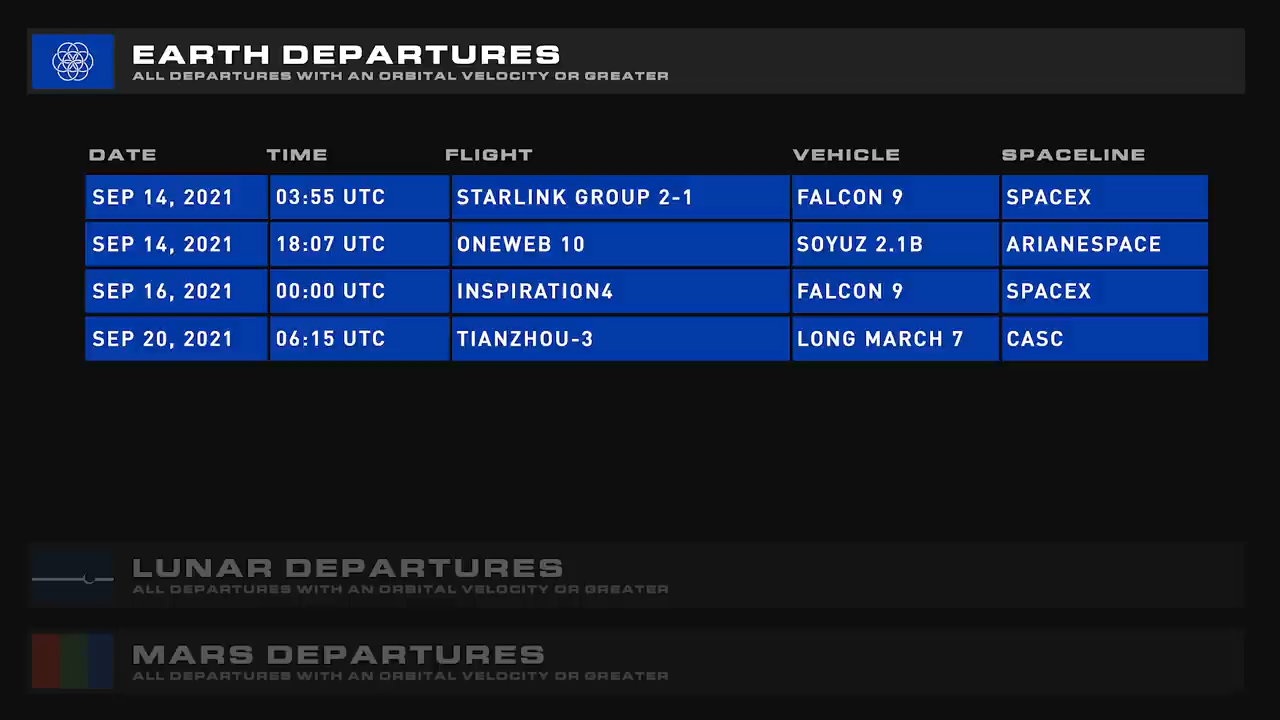 EARTH DEPARTURES
ALL DEPARTURES WITH AN ORBITAL VELOCITY OR GREATER
DATE TIME FLIGHT VEHICLE SPACELINE
SEP 14, 2021 03:55 UTC STARLINK GROUP 2-1 FALCON 9 SPACEX
SEP 14, 2021 18:07 UTC ONEWEB 10 SOYUZ 2.1B ARIANESPACE
SEP 16, 2021 00:00 UTC INSPIRATION4 FALCON 9 SPACEX
SEP 20, 2021 06:15 UTC TIANZHOU-3 LONG MARCH 7 CASC
LUNAR DEPARTURES
ALL DEPARTURES WITH AN ORBITAL VELOCITY OR GREATER
MARS DEPARTURES
ALL DEPARTURES WITH AN ORBITAL VELOCITY OR GREATER